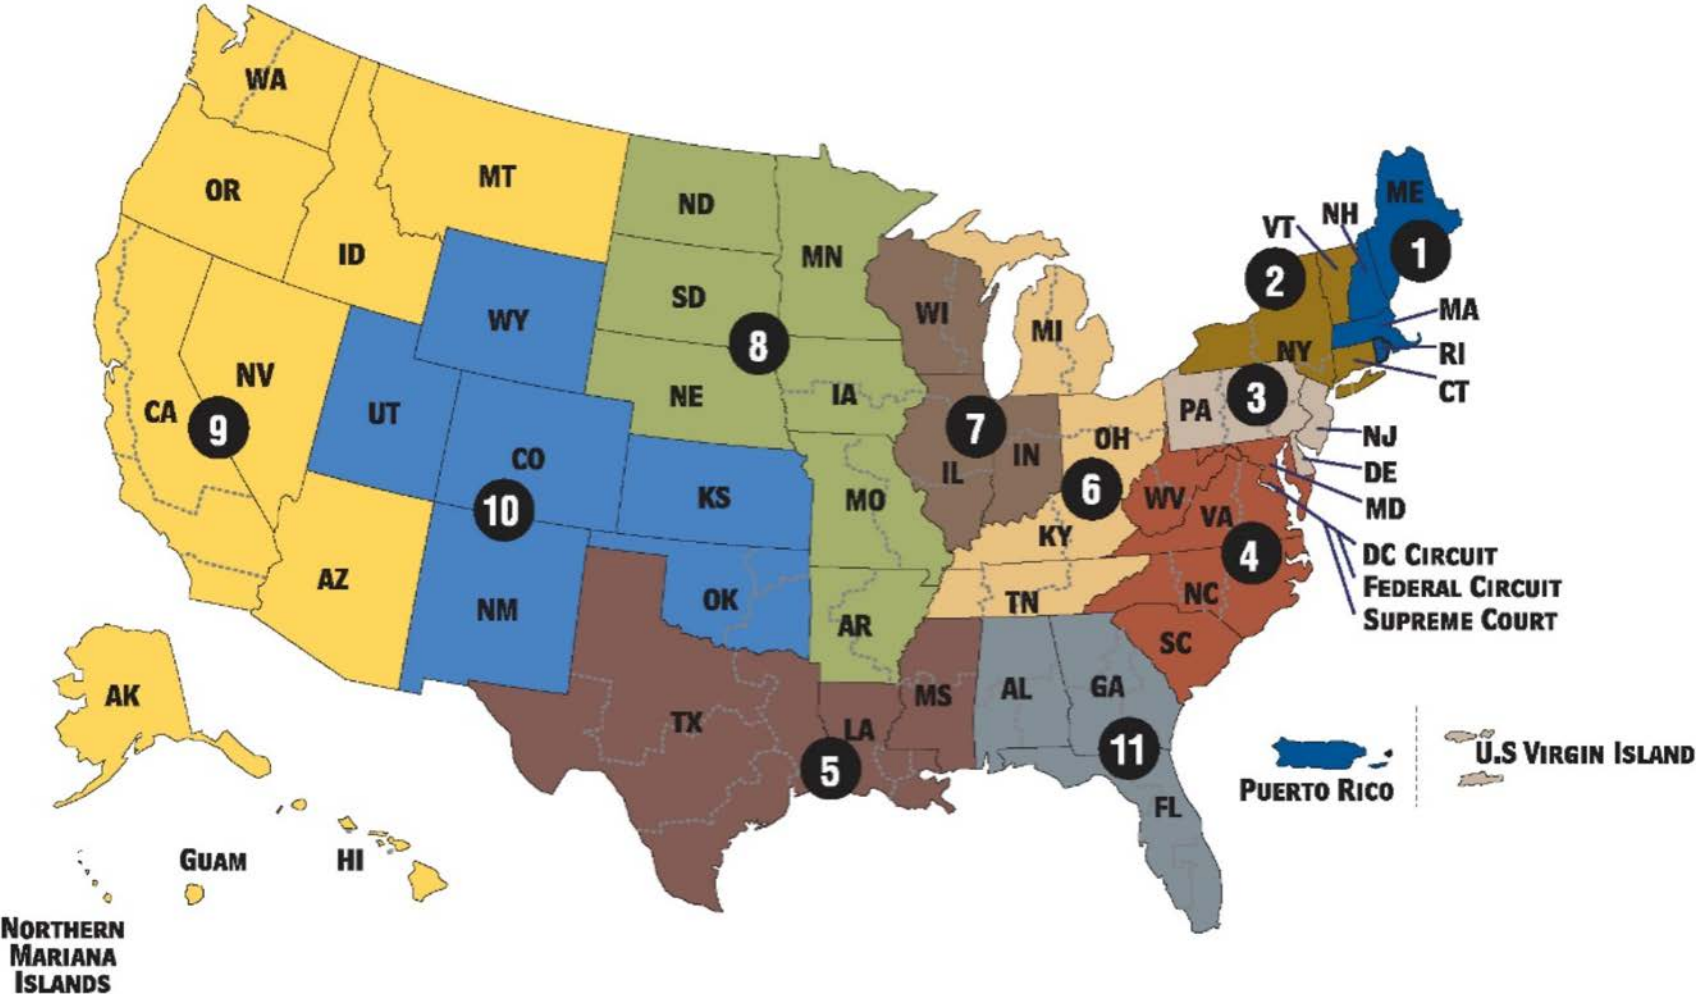 WA
MT
ND
OR
ME
NH
VT
MN
ID
1
2
SD
WI
MA
WY
MI
8
NY
RI
NV
CT
NE
IA
3
UT
CA
PA
9
7
NJ
OH
CO
IN
DE
IL
6
KS
WV
MO
MD
10
VA
KY
4
DC CIRCUIT
AZ
FEDERAL CIRCUIT
NC
OK
TN
NM
SUPREME COURT
AR
SC
GA
AL
AK
MS
TX
LA
11
U.S VIRGIN ISLAND
5
PUERTO RICO
FL
GUAM
HI
NORTHERN
MARIANA
ISLANDS